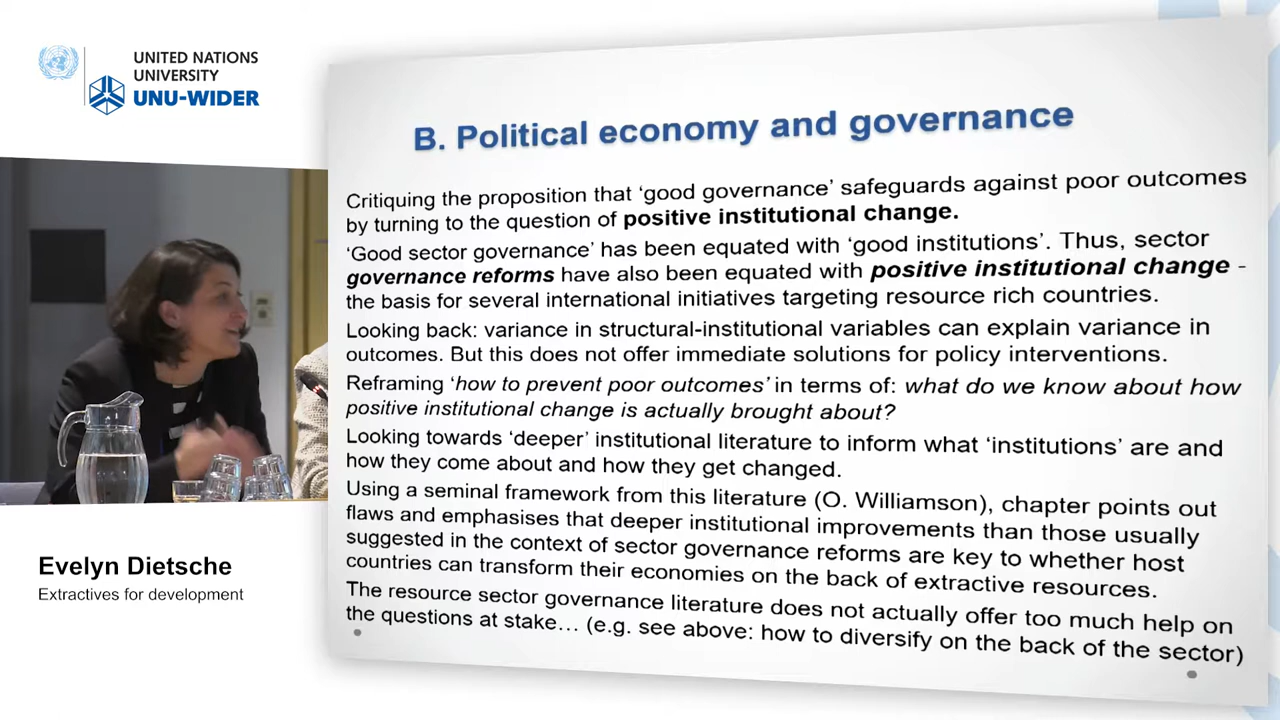 UNITED NATIONS
UNIVERSITY
UNU-WIDER
B. Political economy and governance
Critiquing the proposition that ‘good governance’ safeguards against poor outcomes
by turning to the question of positive institutional change.
‘Good sector governance’ has been equated with ‘good institutions’. Thus, sector
governance reforms have also been equated with positive institutional change -
the basis for several international initiatives targeting resource rich countries.
Looking back: variance in structural-institutional variables can explain variance in
outcomes. But this does not offer immediate solutions for policy interventions.
Reframing ‘how to prevent poor outcomes’ in terms of: what do we know about how
positive institutional change is actually brought about?
Looking towards ‘deeper’ institutional literature to inform what ‘institutions’ are and
how they come about and how they get changed.
Using a seminal framework from this literature (O. Williamson), chapter points out
flaws and emphasises that deeper institutional improvements than those usually
suggested in the context of sector governance reforms are key to whether host
countries can transform their economies on the back of extractive resources.
The resource sector governance literature does not actually offer too much help on
the questions at stake… (e.g. see above: how to diversify on the back of the sector)
Evelyn Dietsche
Extractives for development